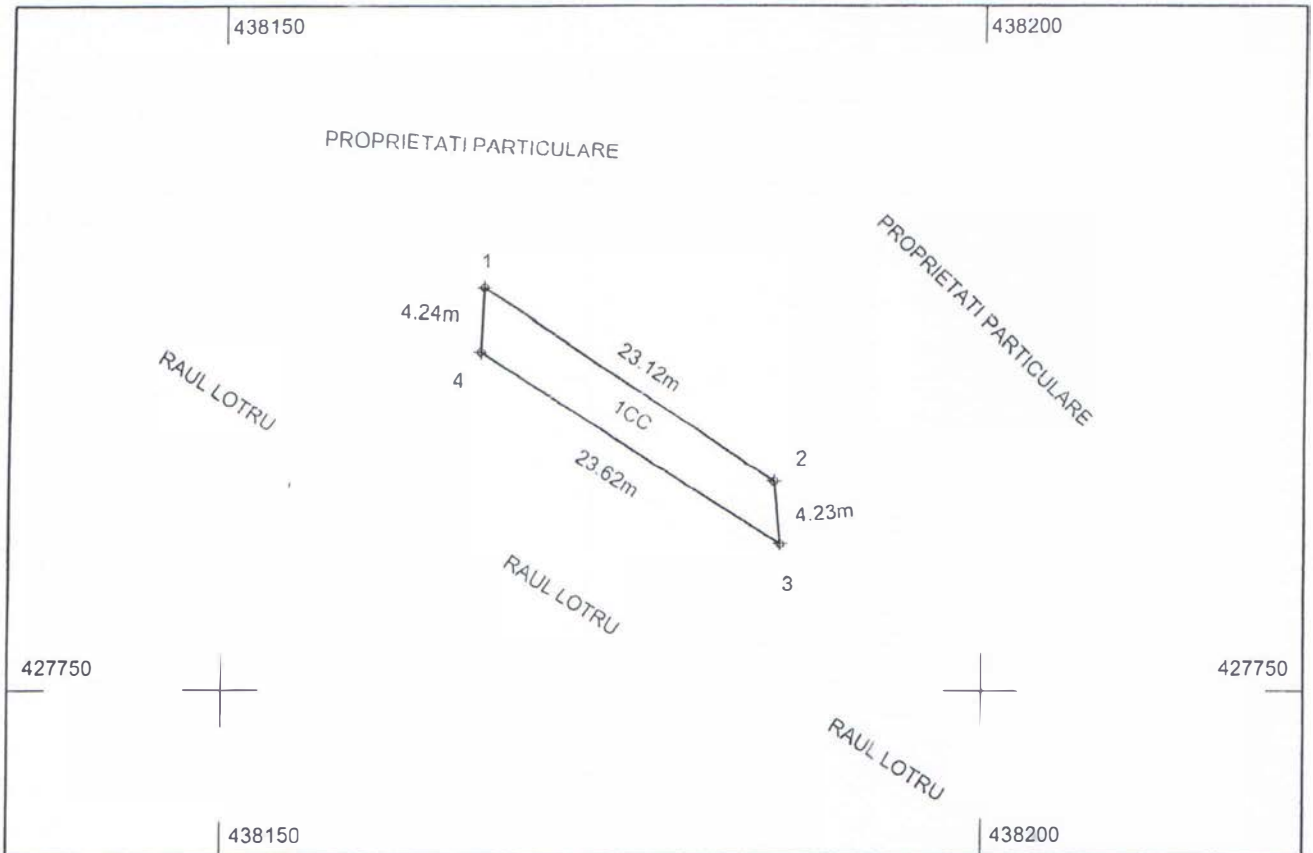 438150
438200
PROPRIETATI PARTICULARE
PROPRIETATI PARTICULARE
1
4.24m
23.12m
RAUL LOTRU
4
1CC
2
23.62m
4.23m
RAUL LOTRU
3
427750
427750
RAUL LOTRU
438150
438200